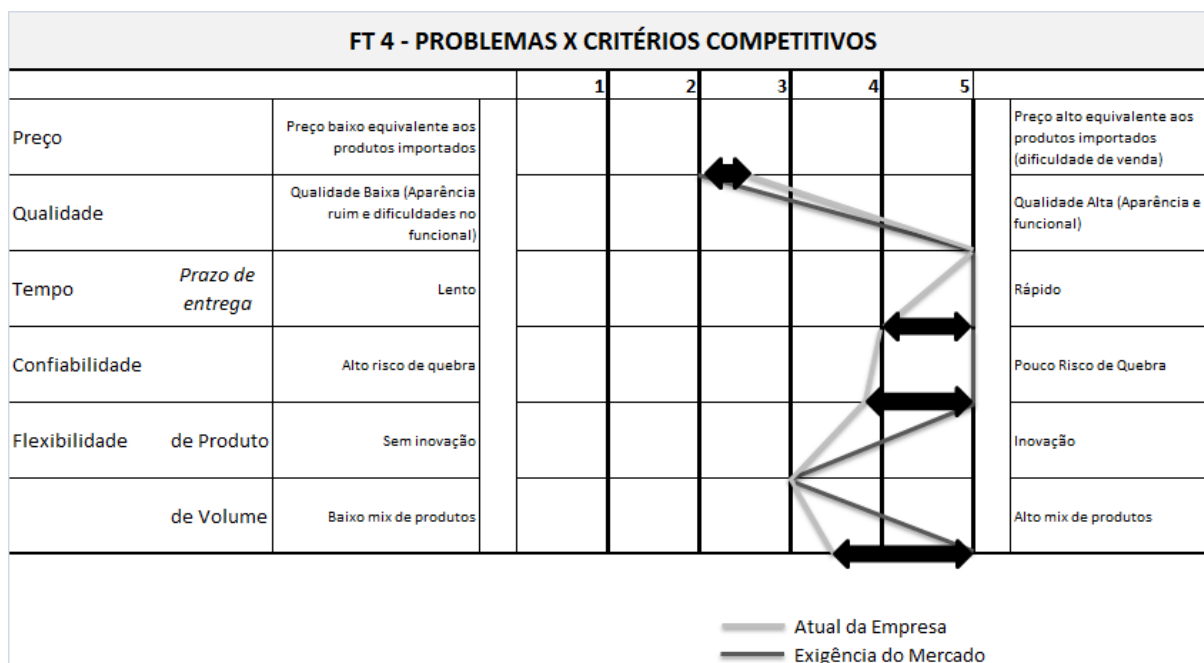 FT 4 - PROBLEMAS X CRITÉRIOS COMPETITIVOS
1 2 3 4 5
Preço
Preço baixo equivalente aos
produtos importados
Preço alto equivalente aos
produtos importados
(dificuldade de venda)
Qualidade
Qualidade Baixa (Aparência
ruim e dificuldades no
funcional)
Qualidade Alta (Aparência e
funcional)
Tempo
Prazo de
entrega
Lento
Rápido
Confiabilidade
Alto risco de quebra
Pouco Risco de Quebra
Flexibilidade
de Produto
Sem inovação
Inovação
de Volume
Baixo mix de produtos
Alto mix de produtos
Atual da Empresa
Exigência do Mercado